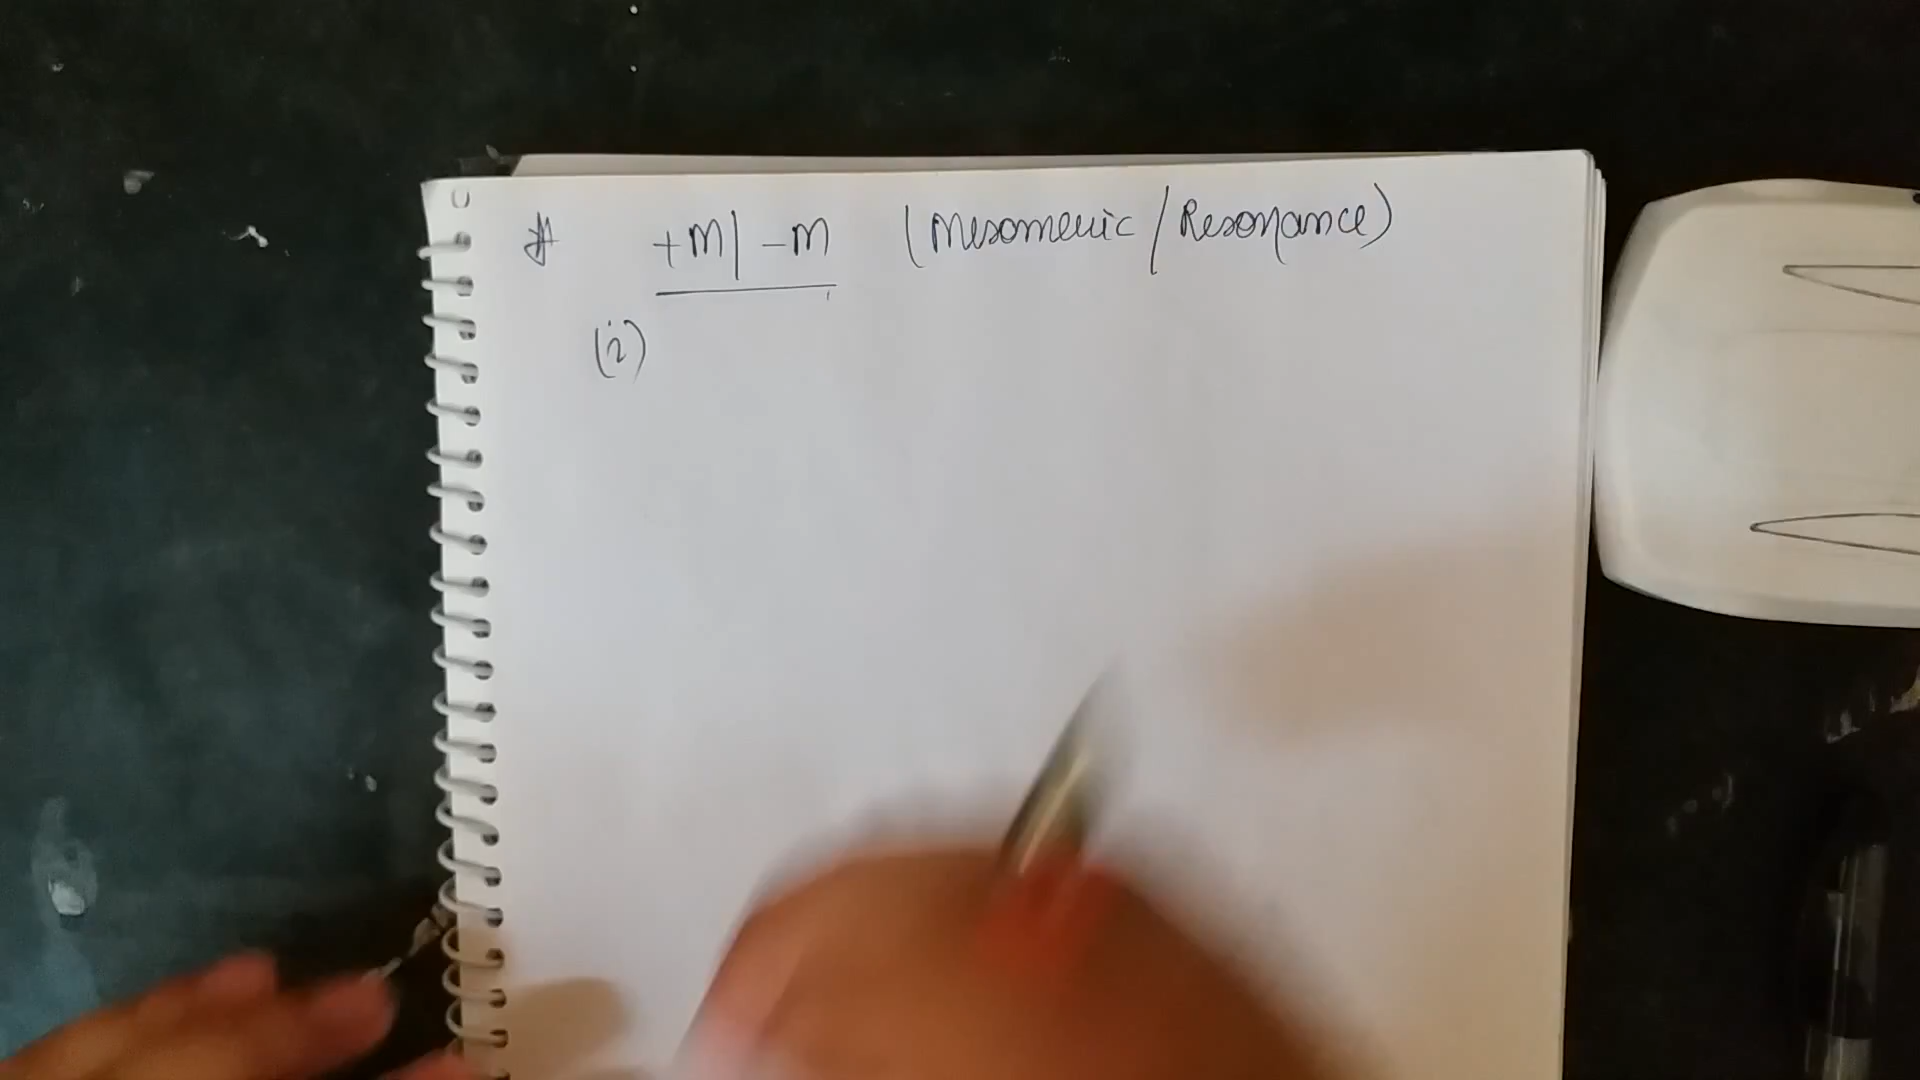 # +M | -M (Mesomeric / Resonance)
(i)